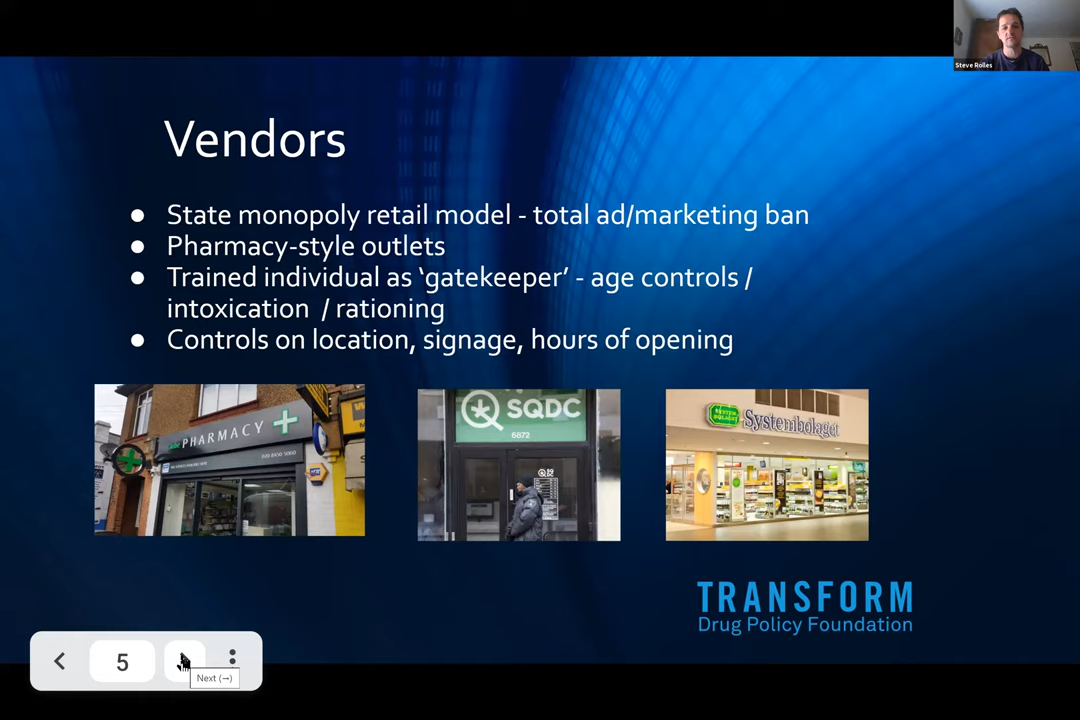 Steve Rolles
Vendors
● State monopoly retail model - total ad/marketing ban
● Pharmacy-style outlets
● Trained individual as ‘gatekeeper’ - age controls /
intoxication / rationing
● Controls on location, signage, hours of opening
PHARMACY
SQDC
6872
SQDC
Systembolaget
TRANSFORM
Drug Policy Foundation
5
Next (→)